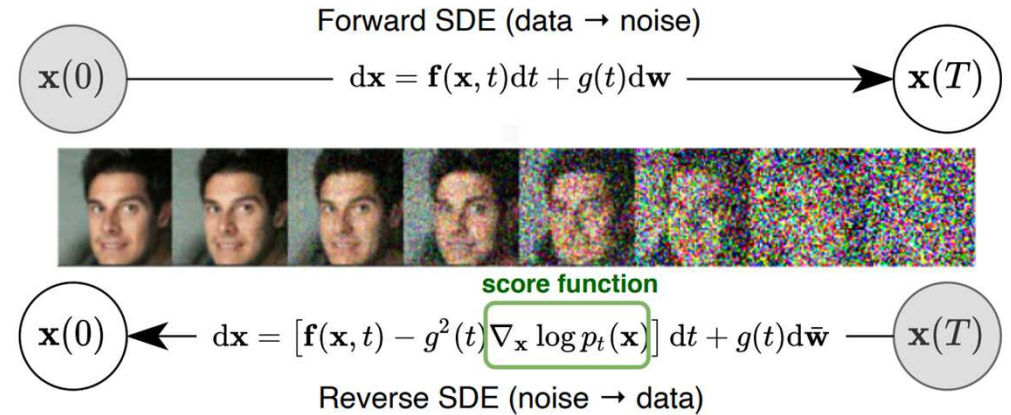 Forward SDE (data → noise)
x(0) dx = f(x, t)dt + g(t)dw x(T)
score function
x(0) dx = [f(x, t) − g²(t)∇ₓ log pₜ(x)] dt + g(t)dw̄ x(T)
Reverse SDE (noise → data)